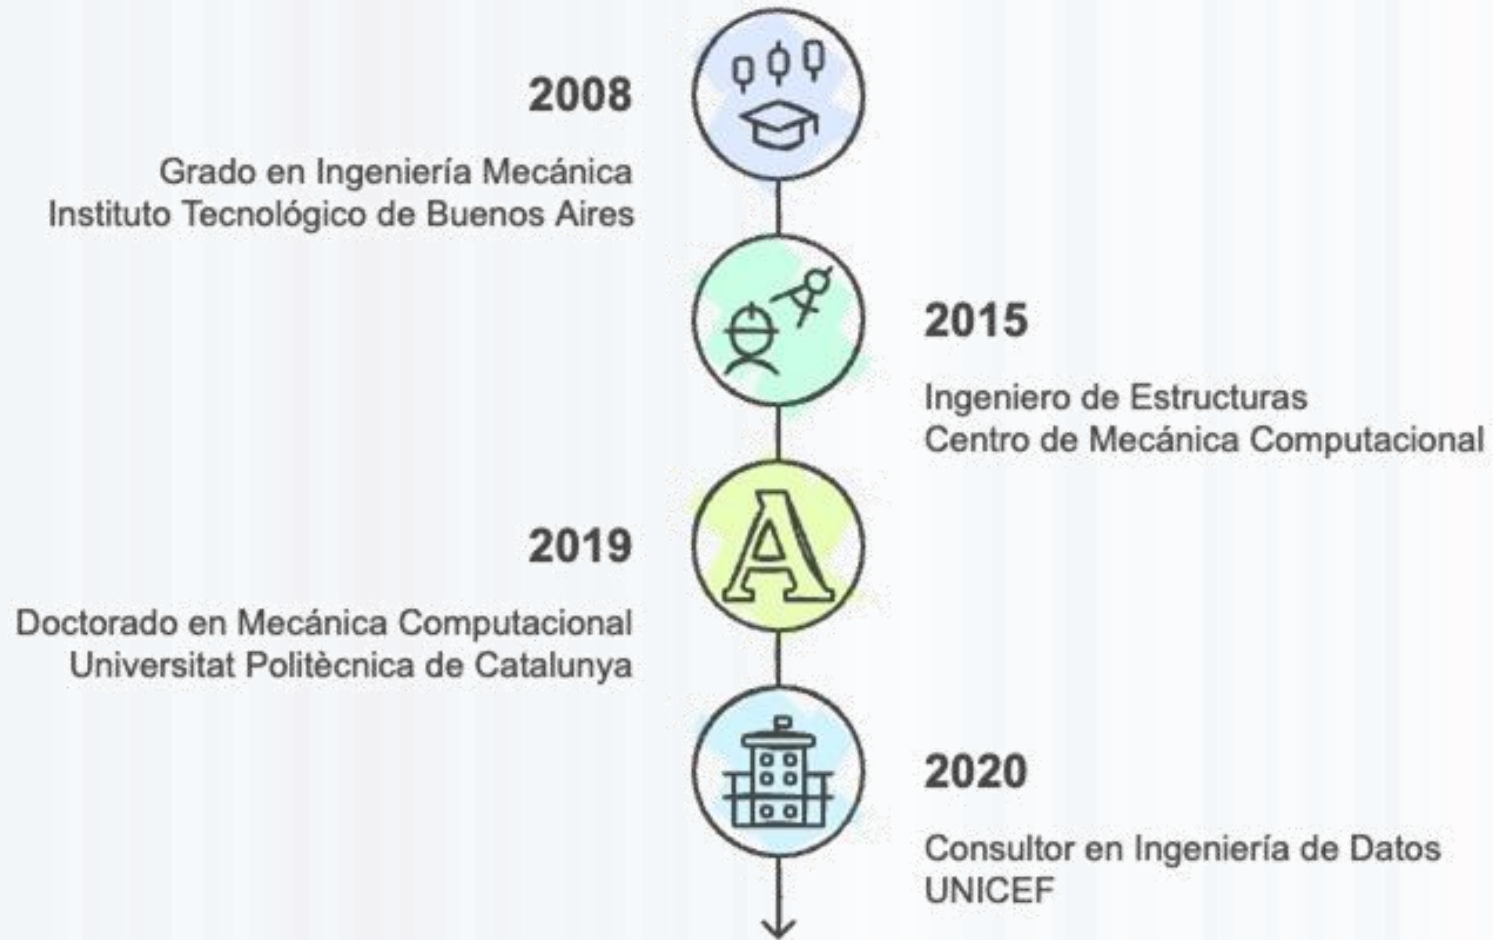 2008
Grado en Ingeniería Mecánica
Instituto Tecnológico de Buenos Aires
2015
Ingeniero de Estructuras
Centro de Mecánica Computacional
2019
Doctorado en Mecánica Computacional
Universitat Politècnica de Catalunya
2020
Consultor en Ingeniería de Datos
UNICEF